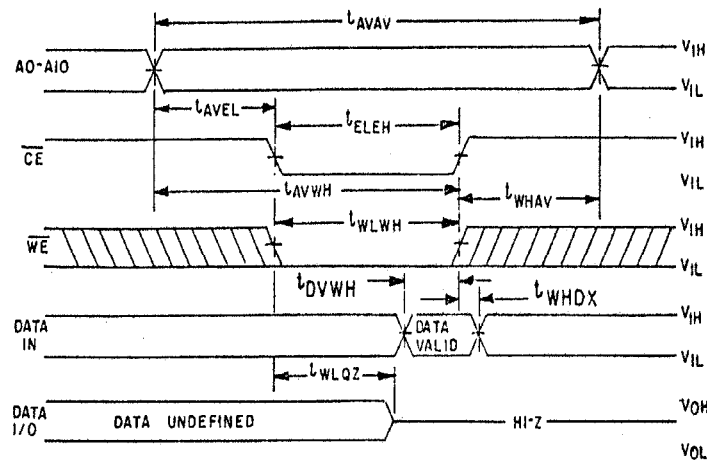 tAVAV
A0-A10
VIH
VIL
tAVEL
tELEH
CE
VIH
VIL
tAVWH
tWHAV
tWLWH
WE
VIH
VIL
tDVWH
tWHDX
DATA IN
DATA VALID
VIH
VIL
tWLQZ
DATA I/O
DATA UNDEFINED
HI-Z
VOH
VOL